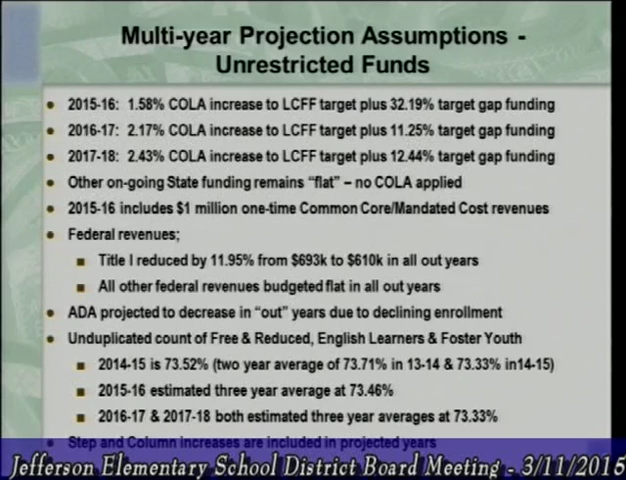 Multi-year Projection Assumptions -
Unrestricted Funds
• 2015-16: 1.58% COLA increase to LCFF target plus 32.19% target gap funding
• 2016-17: 2.17% COLA increase to LCFF target plus 11.25% target gap funding
• 2017-18: 2.43% COLA increase to LCFF target plus 12.44% target gap funding
• Other on-going State funding remains “flat” – no COLA applied
• 2015-16 includes $1 million one-time Common Core/Mandated Cost revenues
• Federal revenues;
■ Title I reduced by 11.95% from $693k to $610k in all out years
■ All other federal revenues budgeted flat in all out years
• ADA projected to decrease in “out” years due to declining enrollment
• Unduplicated count of Free & Reduced, English Learners & Foster Youth
■ 2014-15 is 73.52% (two year average of 73.71% in 13-14 & 73.33% in14-15)
■ 2015-16 estimated three year average at 73.46%
■ 2016-17 & 2017-18 both estimated three year averages at 73.33%
• Step and Column increases are included in projected years
Jefferson Elementary School District Board Meeting - 3/11/2015